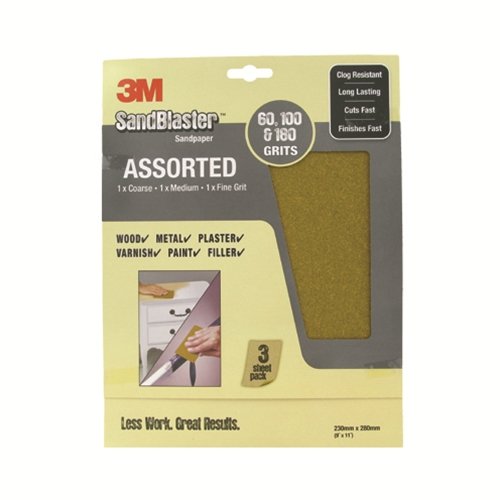 3M
SandBlaster™
Sandpaper
60, 100
& 180
GRITS
Clog Resistant
Long Lasting
Cuts Fast
Finishes Fast
ASSORTED
1 x Coarse • 1 x Medium • 1 x Fine Grit
WOOD✓ METAL✓ PLASTER✓
VARNISH✓ PAINT✓ FILLER✓
3
sheet
pack
Less Work. Great Results.
230mm x 280mm
(9" x 11")